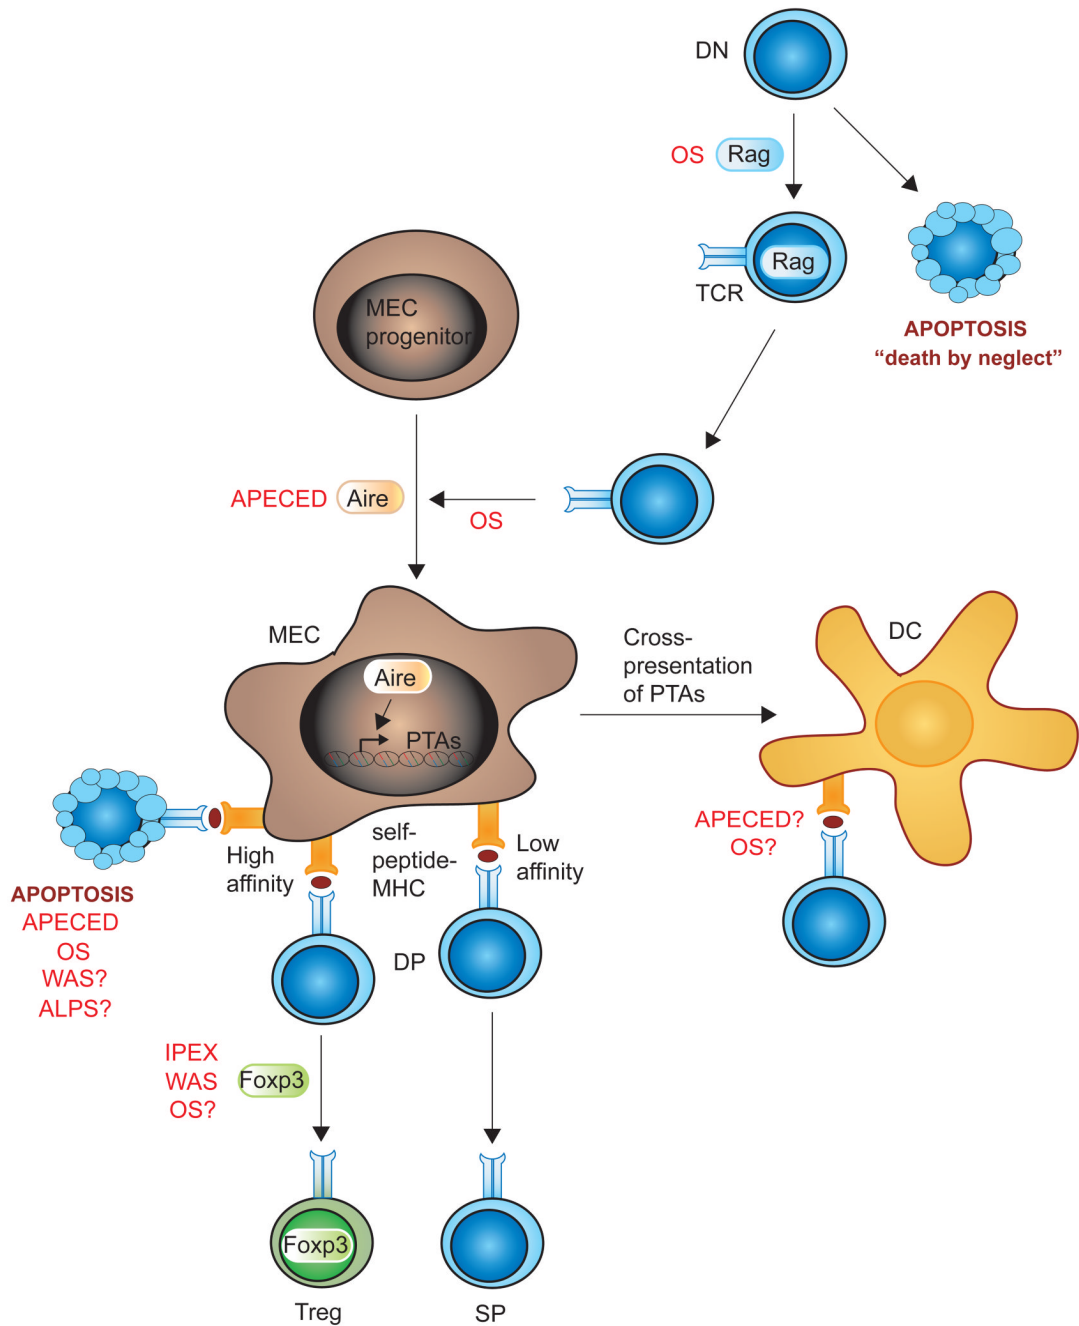 DN
OS
Rag
Rag
TCR
APOPTOSIS
“death by neglect”
MEC
progenitor
APECED
Aire
OS
MEC
Aire
PTAs
Cross-
presentation
of PTAs
DC
High
affinity
self-
peptide-
MHC
Low
affinity
APECED?
OS?
APOPTOSIS
APECED
OS
WAS?
ALPS?
DP
IPEX
WAS
OS?
Foxp3
Foxp3
Treg
SP